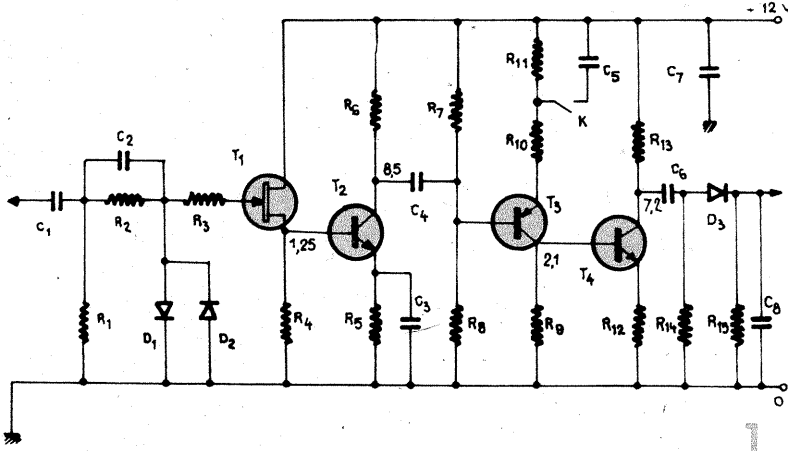 + 12 V
R11
C5
C7
R6
R7
K
C2
R10
R13
T1
8,5
T2
T3
C6
C1
R2
R3
C4
7,2
D3
1,25
2,1
T4
R1
D1
D2
R4
R5
C3
R8
R9
R12
R14
R15
C8
0
1